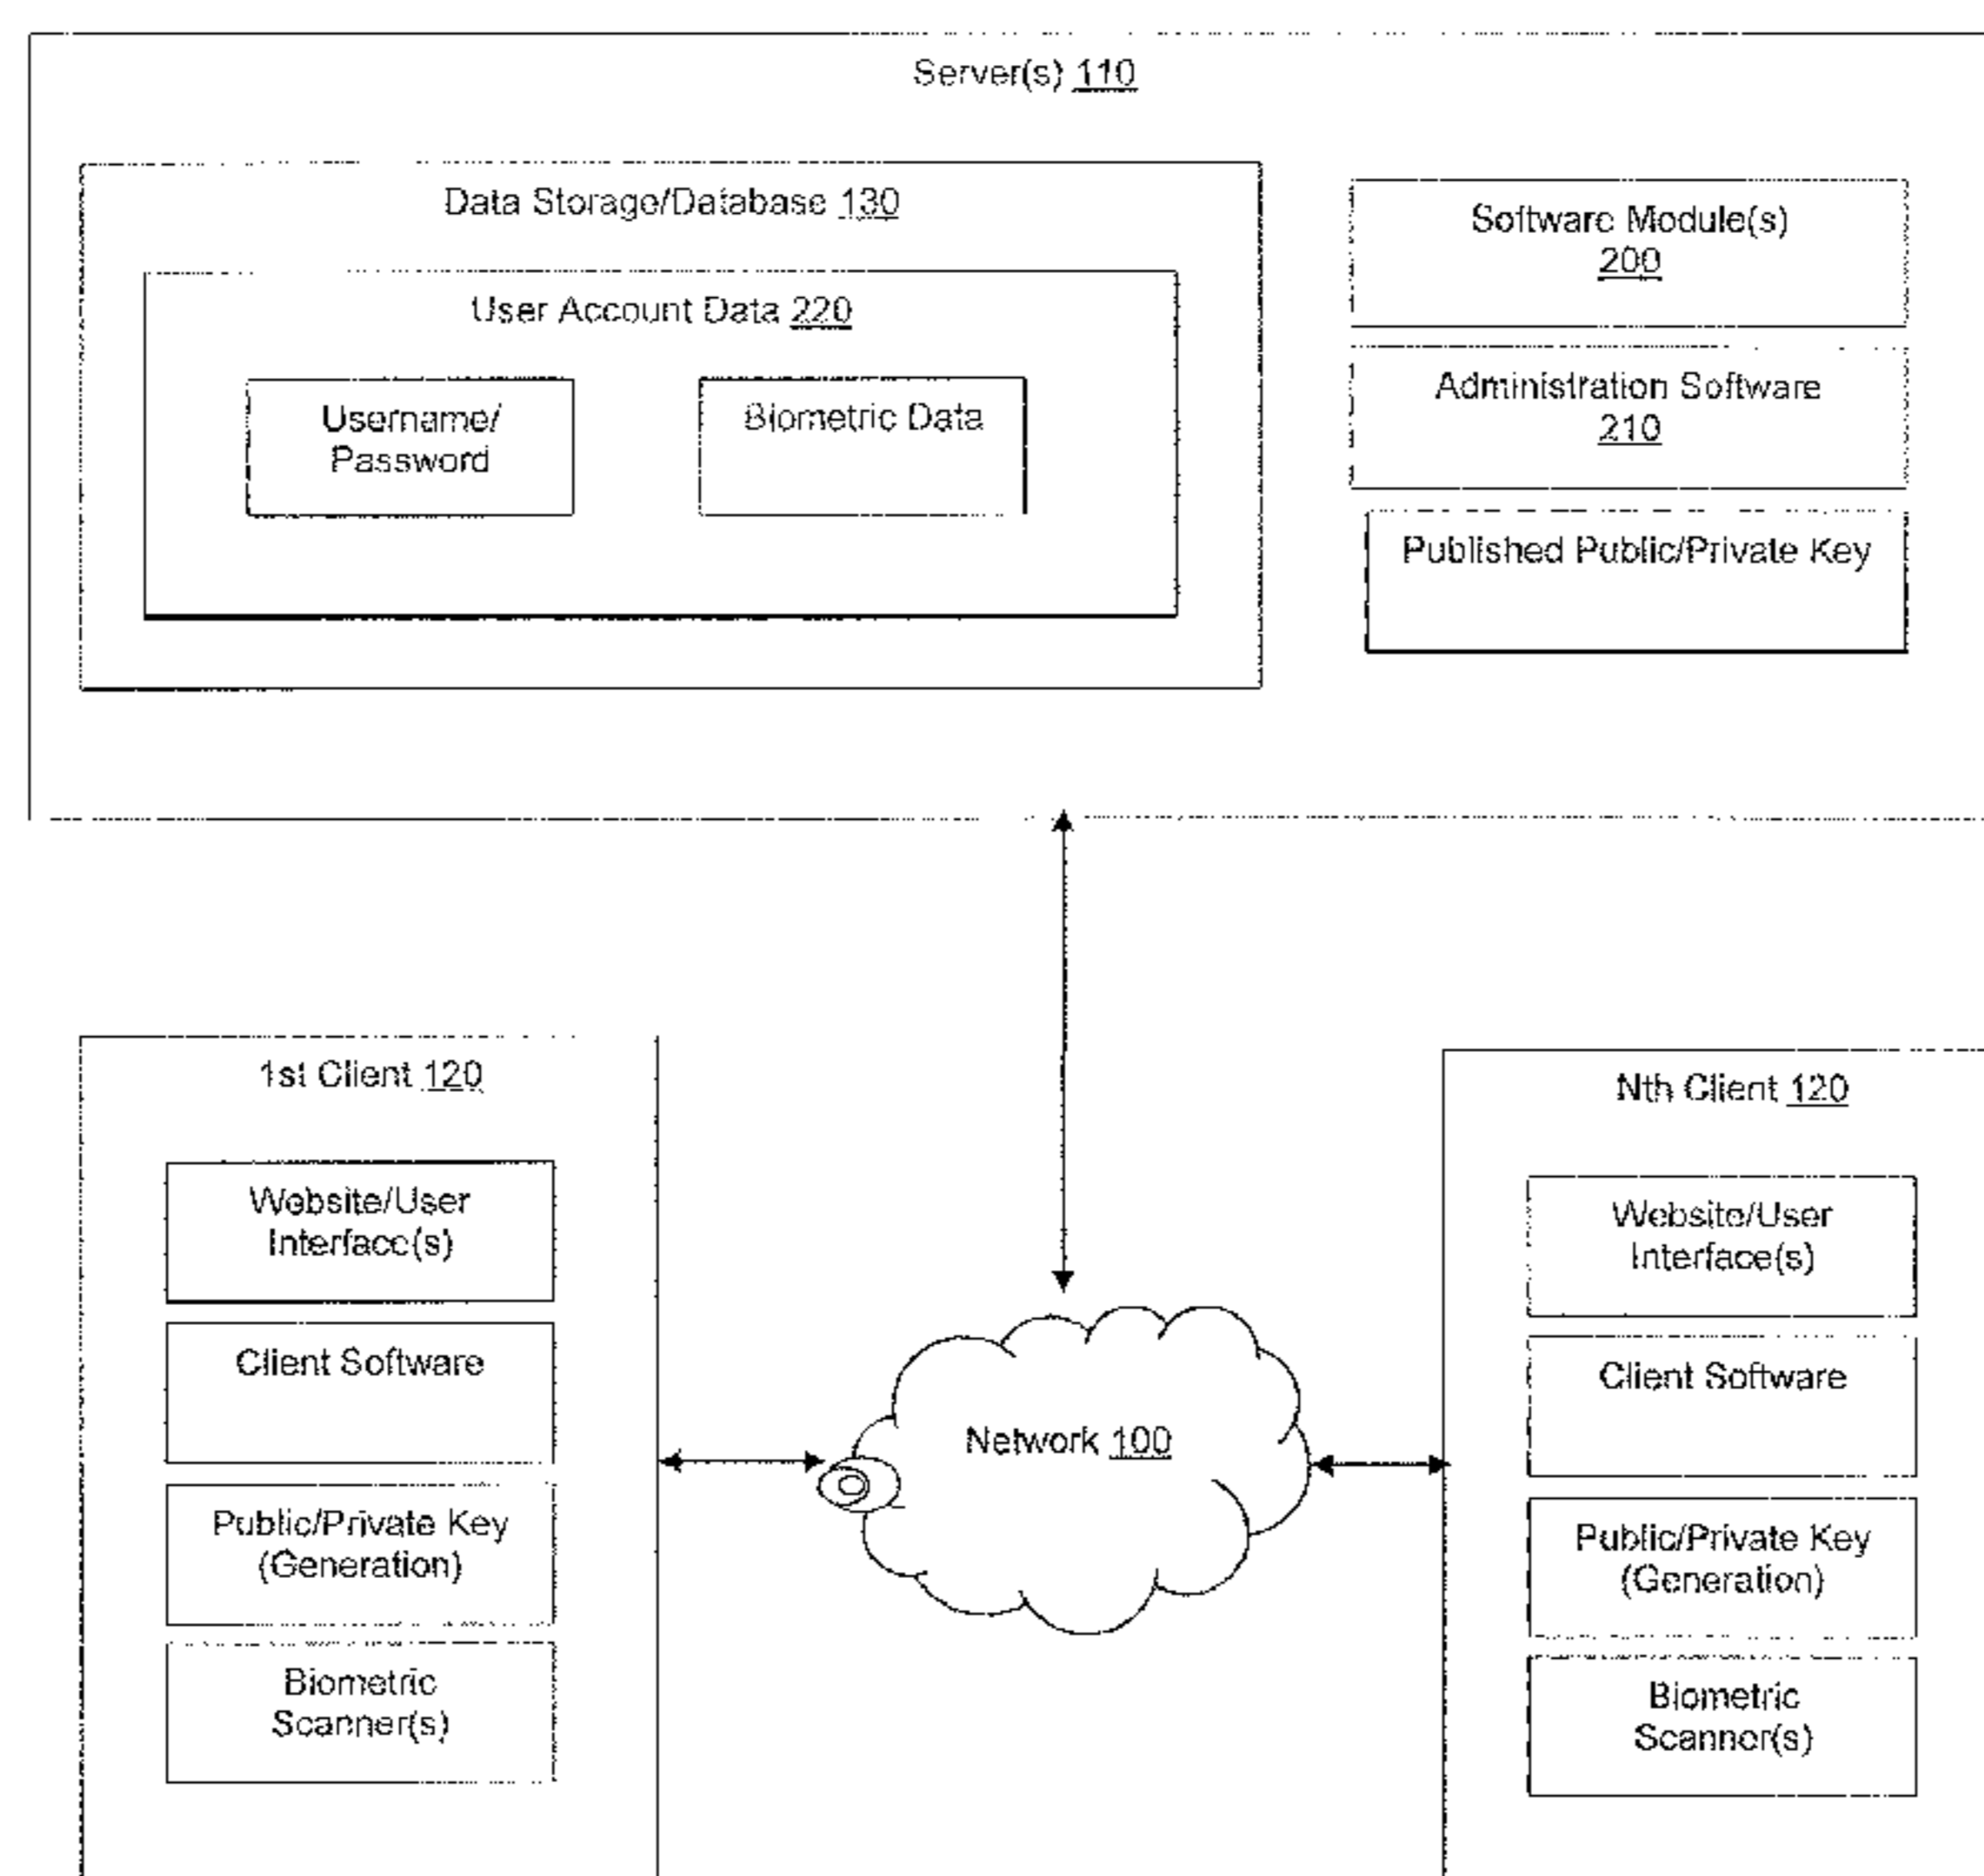 Server(s) 110
Data Storage/Database 130
User Account Data 220
Username/
Password
Biometric Data
Software Module(s)
200
Administration Software
210
Published Public/Private Key
1st Client 120
Website/User
Interface(s)
Client Software
Public/Private Key
(Generation)
Biometric
Scanner(s)
Network 100
Nth Client 120
Website/User
Interface(s)
Client Software
Public/Private Key
(Generation)
Biometric
Scanner(s)